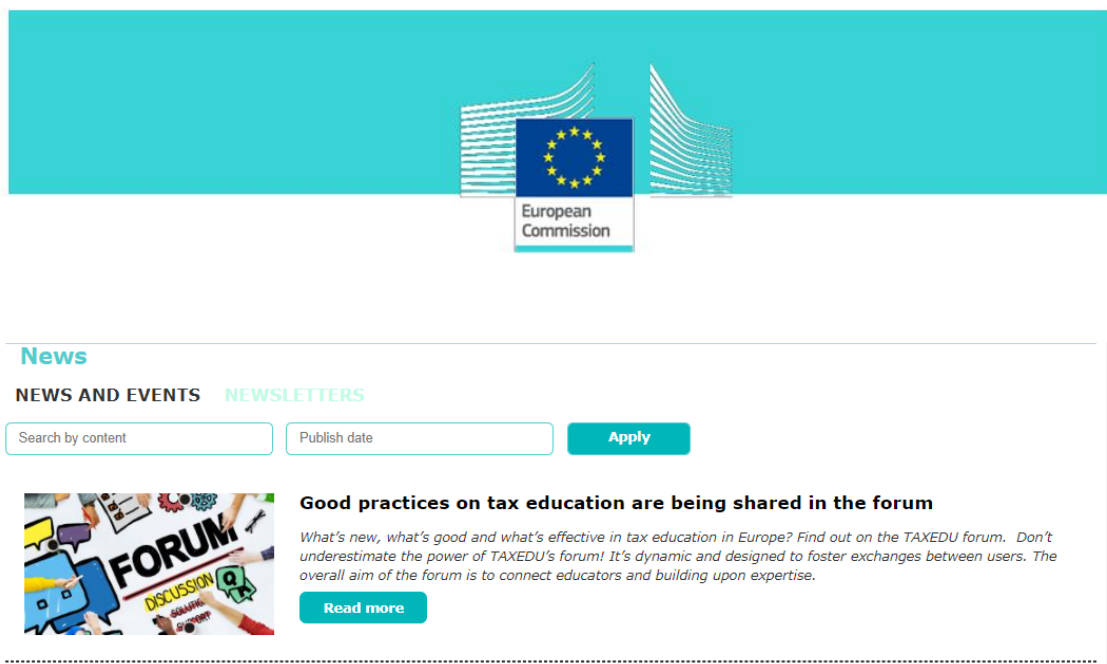 European
Commission
News
NEWS AND EVENTS NEWSLETTERS
Search by content Publish date Apply
Good practices on tax education are being shared in the forum
What's new, what's good and what's effective in tax education in Europe? Find out on the TAXEDU forum.  Don't
underestimate the power of TAXEDU's forum! It's dynamic and designed to foster exchanges between users. The
overall aim of the forum is to connect educators and building upon expertise.
Read more
FORUM
DISCUSSION
Q
SUPPORT